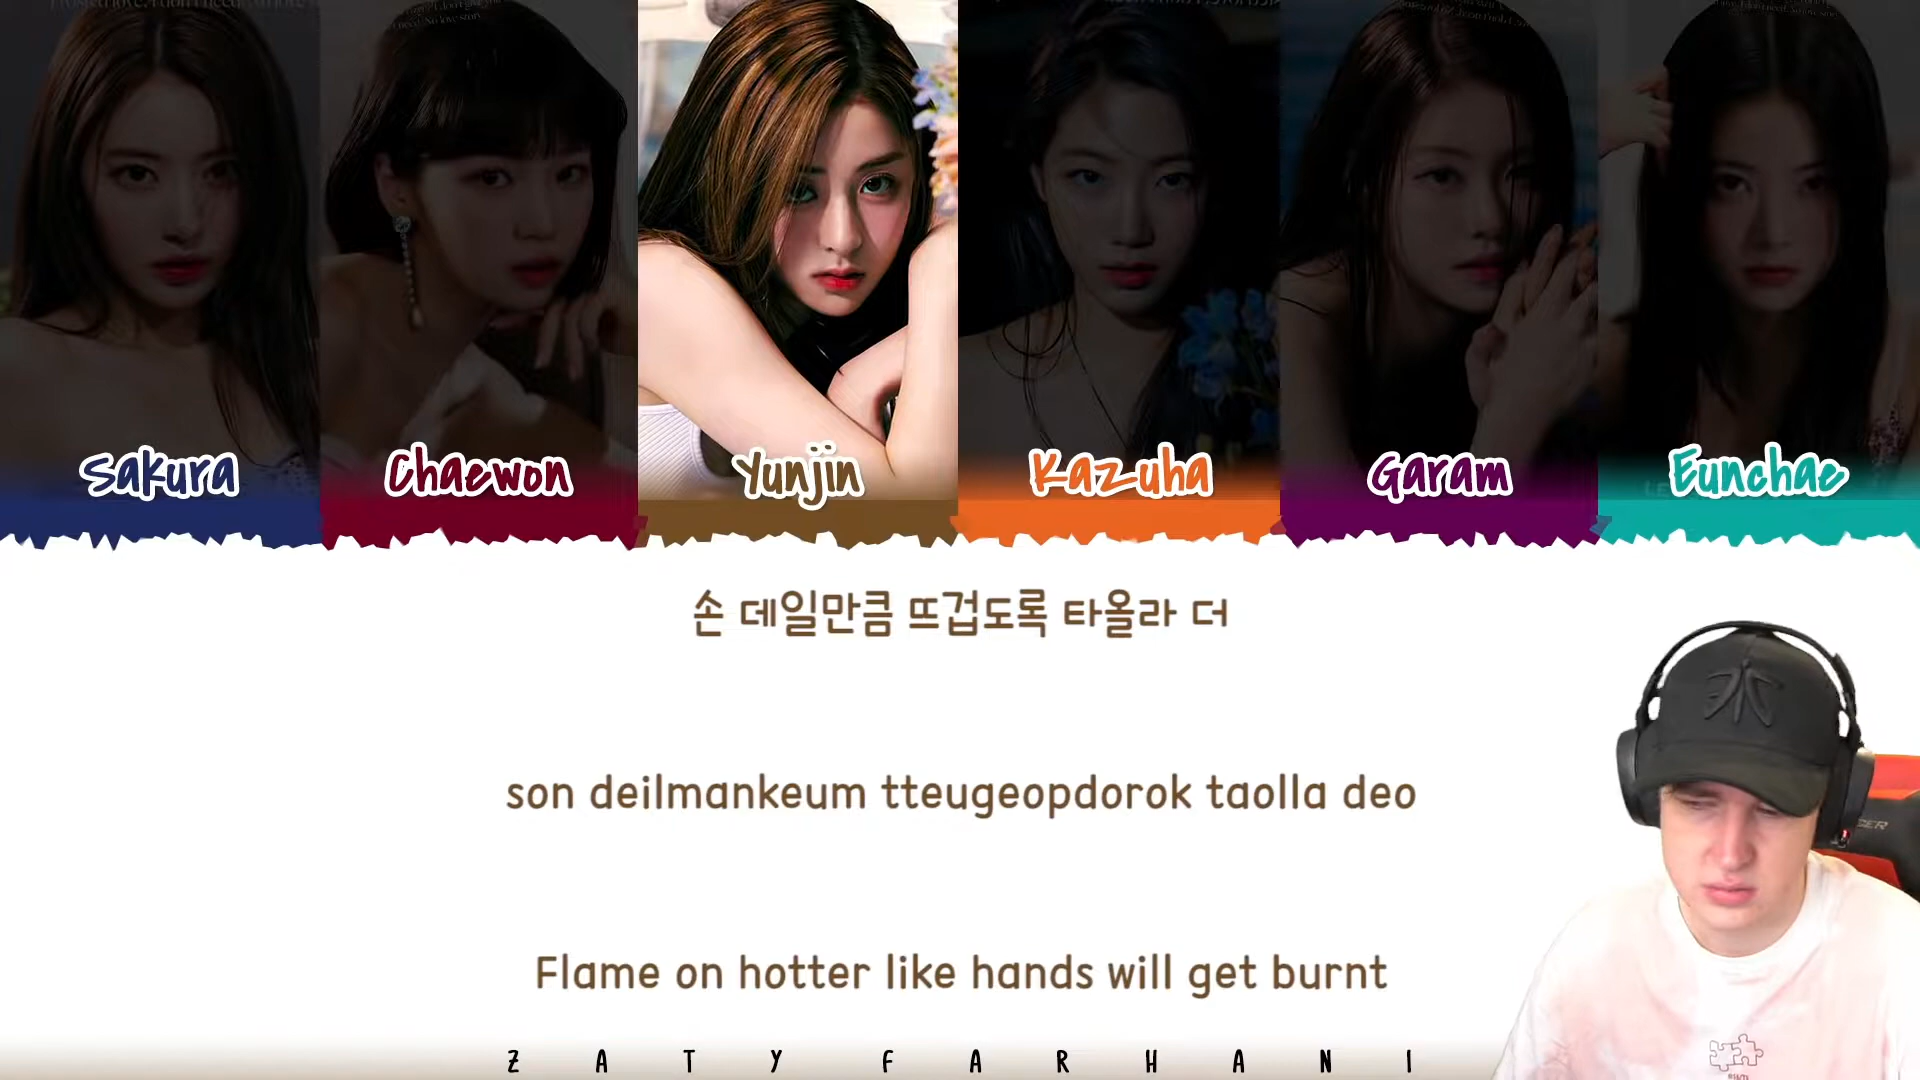 Sakura
Chaewon
Yunjin
Kazuha
Garam
Eunchae
손 데일만큼 뜨겁도록 타올라 더
son deilmankeum tteugeopdorok taolla deo
Flame on hotter like hands will get burnt
Z A T Y F A R H A N I